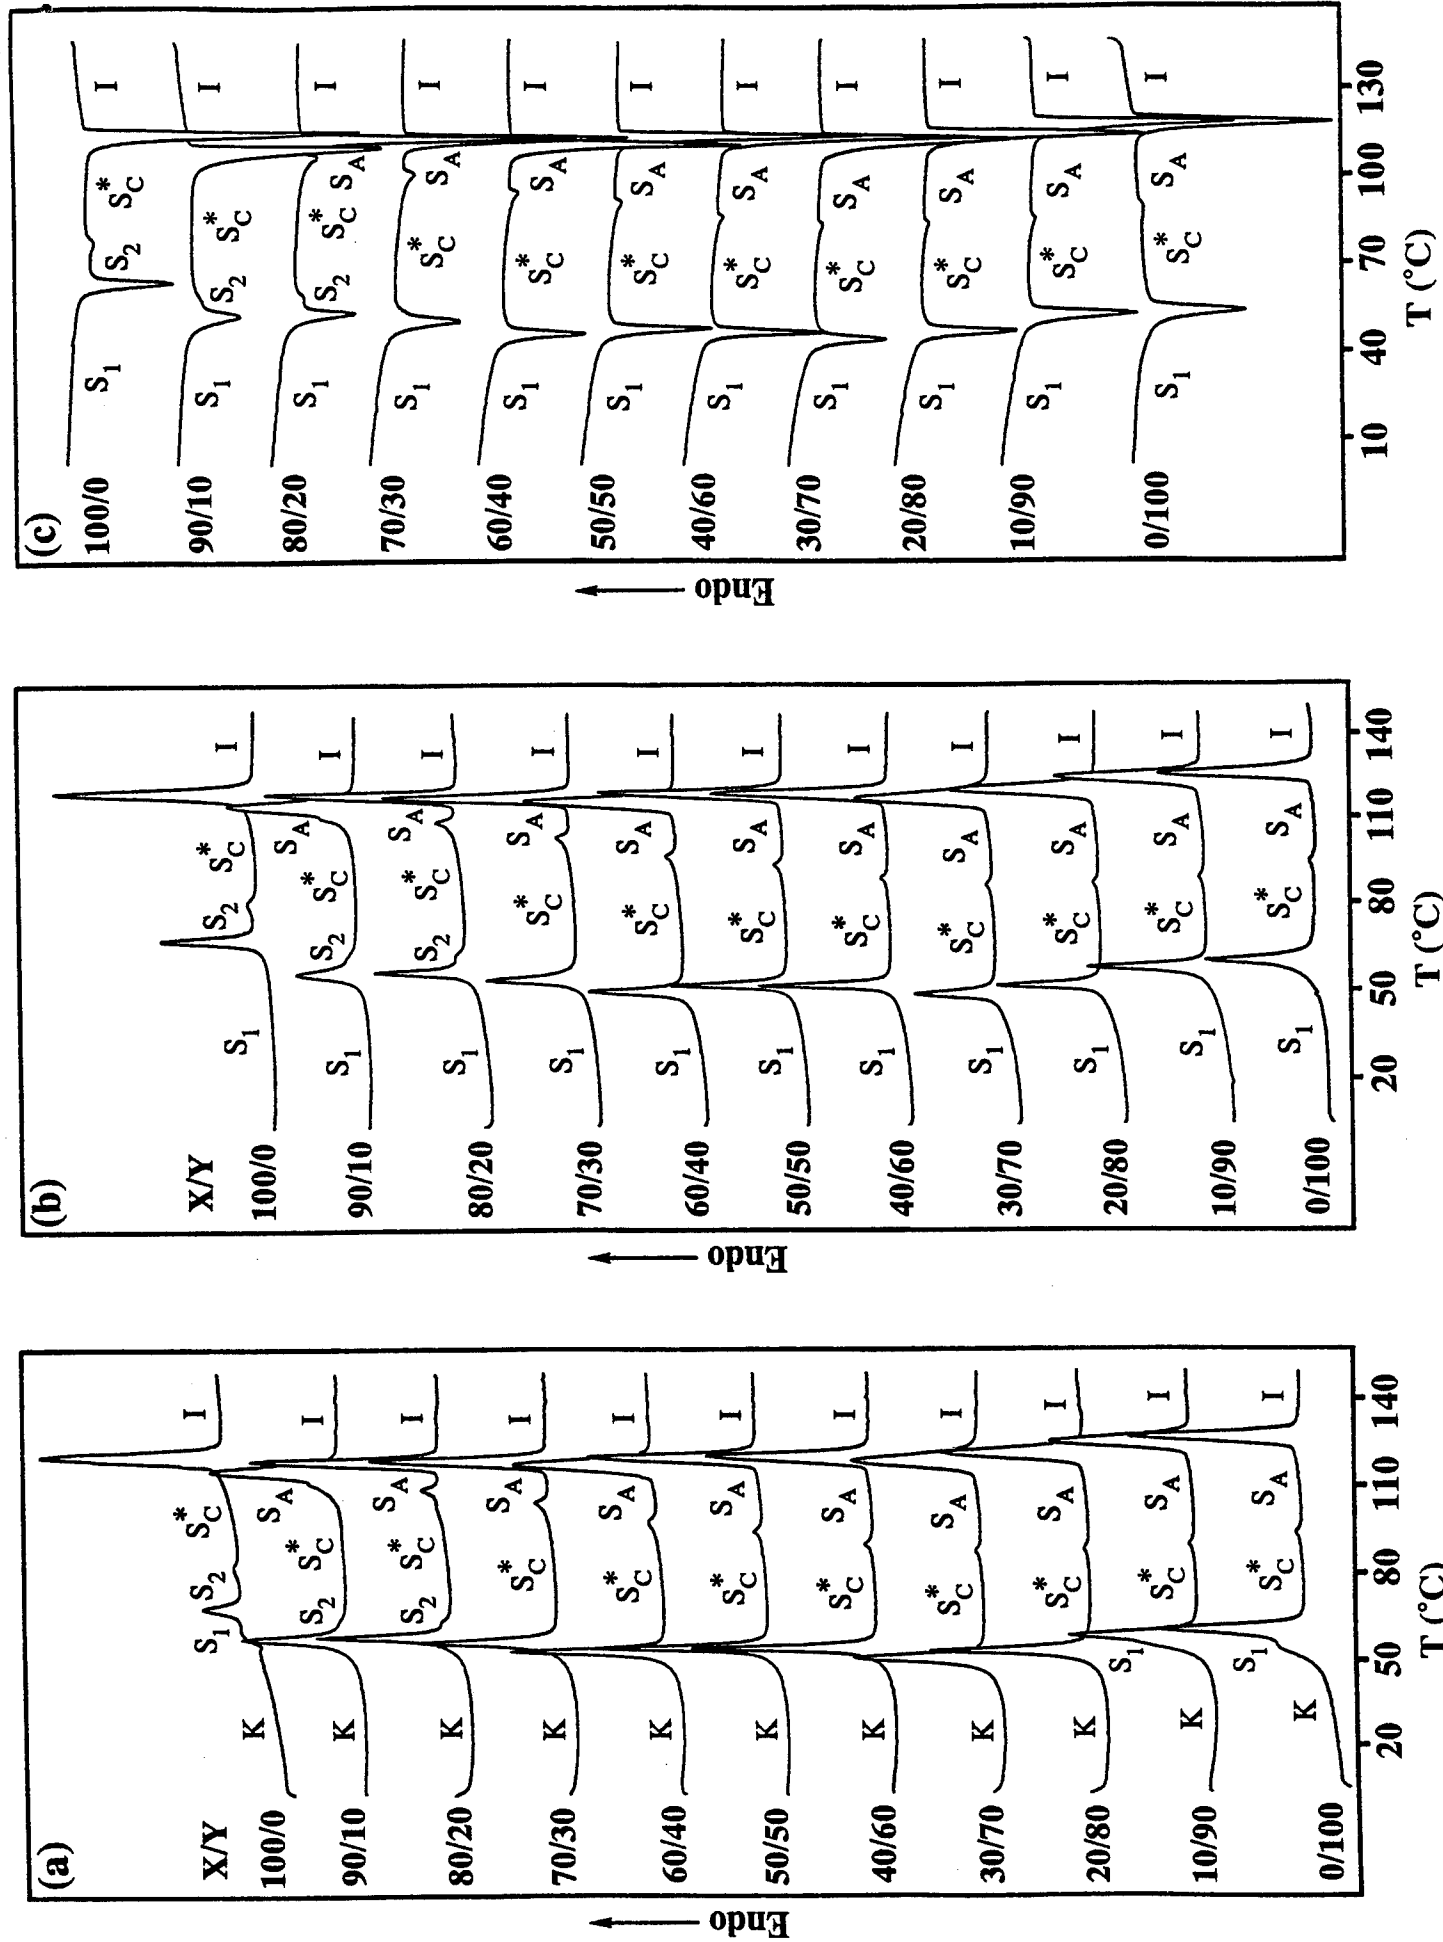 (a)
X/Y
100/0 K S₁ S₂ S*C I
90/10 K S₂ S*C SA I
80/20 K S₂ S*C SA I
70/30 K S*C SA I
60/40 K S*C SA I
50/50 K S*C SA I
40/60 K S*C SA I
30/70 K S*C SA I
20/80 K S*C SA I
10/90 K S₁ S*C SA I
0/100 K S₁ S*C SA I
20 50 80 110 140
T (°C)
Endo
(b)
X/Y
100/0 S₁ S₂ S*C I
90/10 S₁ S₂ S*C SA I
80/20 S₁ S₂ S*C SA I
70/30 S₁ S*C SA I
60/40 S₁ S*C SA I
50/50 S₁ S*C SA I
40/60 S₁ S*C SA I
30/70 S₁ S*C SA I
20/80 S₁ S*C SA I
10/90 S₁ S*C SA I
0/100 S₁ S*C SA I
20 50 80 110 140
T (°C)
Endo
(c)
100/0 S₁ S₂ S*C I
90/10 S₁ S₂ S*C I
80/20 S₁ S₂ S*C SA I
70/30 S₁ S*C SA I
60/40 S₁ S*C SA I
50/50 S₁ S*C SA I
40/60 S₁ S*C SA I
30/70 S₁ S*C SA I
20/80 S₁ S*C SA I
10/90 S₁ S*C SA I
0/100 S₁ S*C SA I
10 40 70 100 130
T (°C)
Endo